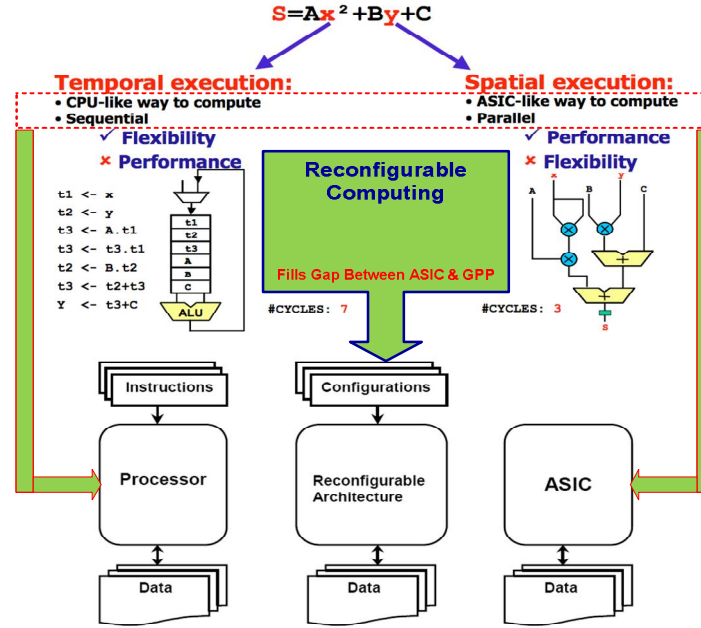 S=Ax²+By+C
Temporal execution:
• CPU-like way to compute
• Sequential
✓ Flexibility
✘ Performance
t1 <- x
t2 <- y
t3 <- A.t1
t3 <- t3.t1
t2 <- B.t2
t3 <- t2+t3
Y <- t3+C
t1
t2
t3
A
B
C
ALU
Reconfigurable
Computing
Fills Gap Between ASIC & GPP
#CYCLES: 7
Spatial execution:
• ASIC-like way to compute
• Parallel
✓ Performance
✘ Flexibility
A
x
B
y
C
×
×
×
+
+
S
#CYCLES: 3
Instructions
Processor
Data
Configurations
Reconfigurable
Architecture
Data
ASIC
Data